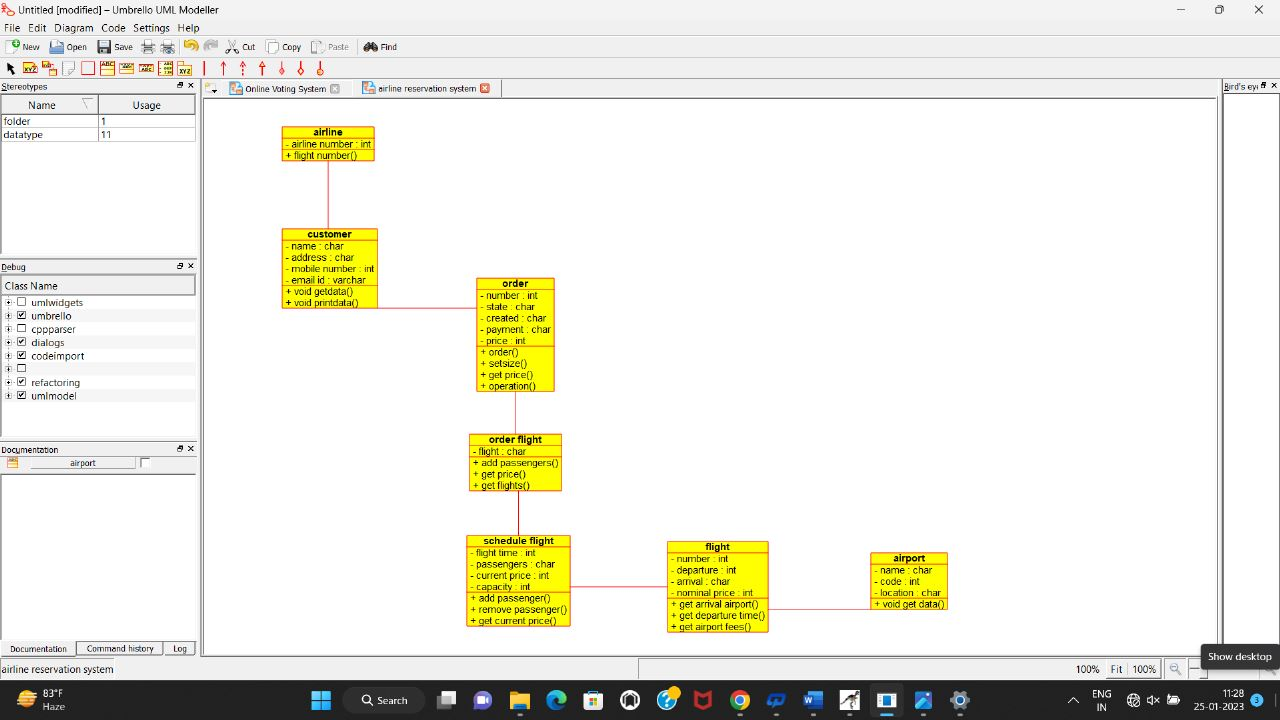 Untitled [modified] – Umbrello UML Modeller
File Edit Diagram Code Settings Help
New Open Save Cut Copy Paste Find
Stereotypes
Name Usage
folder 1
datatype 11
Debug
Class Name
umlwidgets
umbrello
cppparser
dialogs
codeimport
refactoring
umlmodel
Documentation
airport
Documentation Command history Log
airline reservation system
Online Voting System airline reservation system
Bird's eye
airline
- airline number : int
+ flight number()
customer
- name : char
- address : char
- mobile number : int
- email id : varchar
+ void getdata()
+ void printdata()
order
- number : int
- state : char
- created : char
- payment : char
- price : int
+ order()
+ setsize()
+ get price()
+ operation()
order flight
- flight : char
+ add passengers()
+ get price()
+ get flights()
schedule flight
- flight time : int
- passengers : char
- current price : int
- capacity : int
+ add passenger()
+ remove passenger()
+ get current price()
flight
- number : int
- departure : int
- arrival : char
- nominal price : int
+ get arrival airport()
+ get departure time()
+ get airport fees()
airport
- name : char
- code : int
- location : char
+ void get data()
100% Fit 100%
Show desktop
83°F
Haze
Search
ENG
IN
11:28
25-01-2023
3